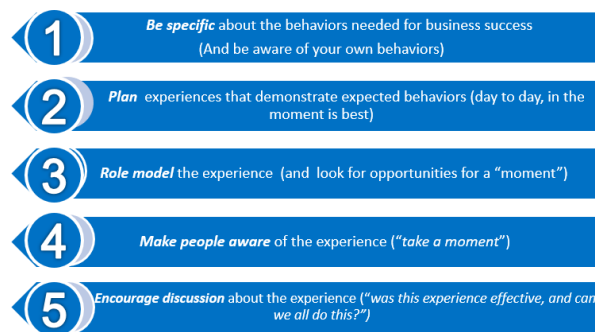 1
Be specific about the behaviors needed for business success
(And be aware of your own behaviors)
2
Plan experiences that demonstrate expected behaviors (day to day, in the
moment is best)
3
Role model the experience (and look for opportunities for a “moment”)
4
Make people aware of the experience (“take a moment”)
5
Encourage discussion about the experience (“was this experience effective, and can
we all do this?”)